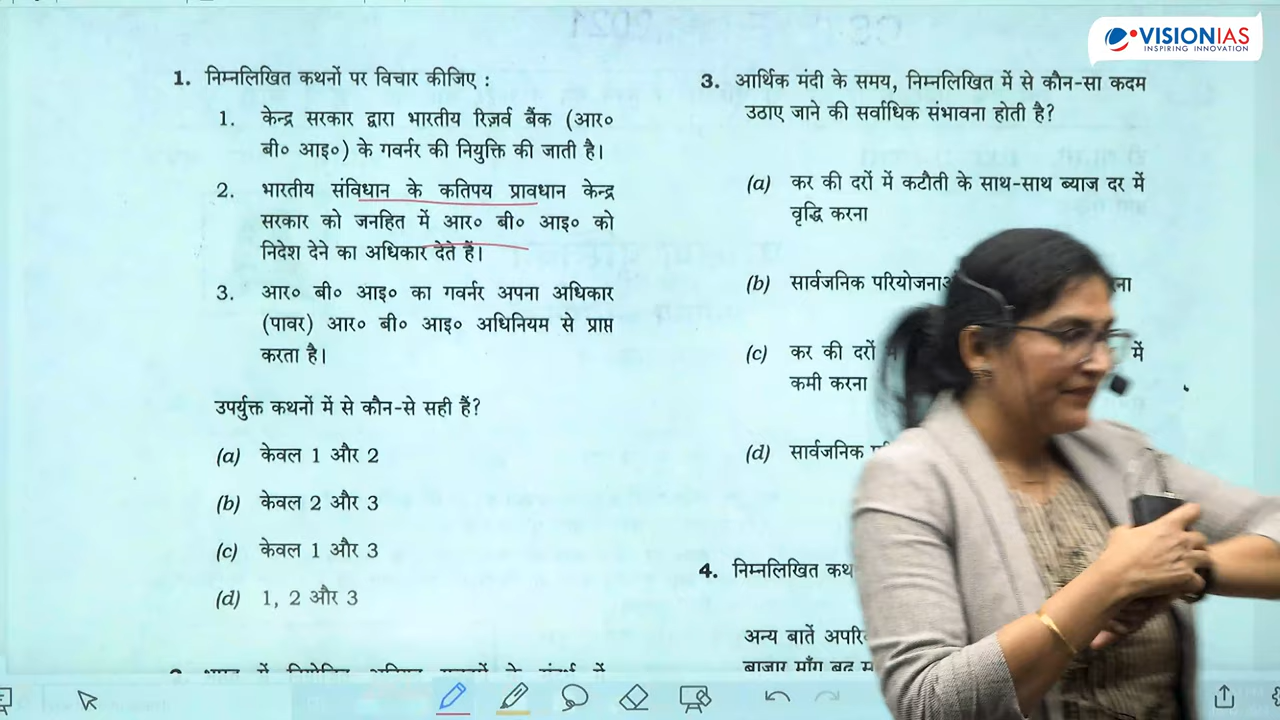 VISIONIAS
INSPIRING INNOVATION
1. निम्नलिखित कथनों पर विचार कीजिए :
1. केन्द्र सरकार द्वारा भारतीय रिज़र्व बैंक (आर०
बी० आइ०) के गवर्नर की नियुक्ति की जाती है।
2. भारतीय संविधान के कतिपय प्रावधान केन्द्र
सरकार को जनहित में आर० बी० आइ० को
निदेश देने का अधिकार देते हैं।
3. आर० बी० आइ० का गवर्नर अपना अधिकार
(पावर) आर० बी० आइ० अधिनियम से प्राप्त
करता है।
उपर्युक्त कथनों में से कौन-से सही हैं?
(a) केवल 1 और 2
(b) केवल 2 और 3
(c) केवल 1 और 3
(d) 1, 2 और 3
3. आर्थिक मंदी के समय, निम्नलिखित में से कौन-सा कदम
उठाए जाने की सर्वाधिक संभावना होती है?
(a) कर की दरों में कटौती के साथ-साथ ब्याज दर में
वृद्धि करना
(b) सार्वजनिक
(c) कर की दरों में
कमी करना
(d) सार्वजनिक
4. निम्नलिखित
अन्य बातें